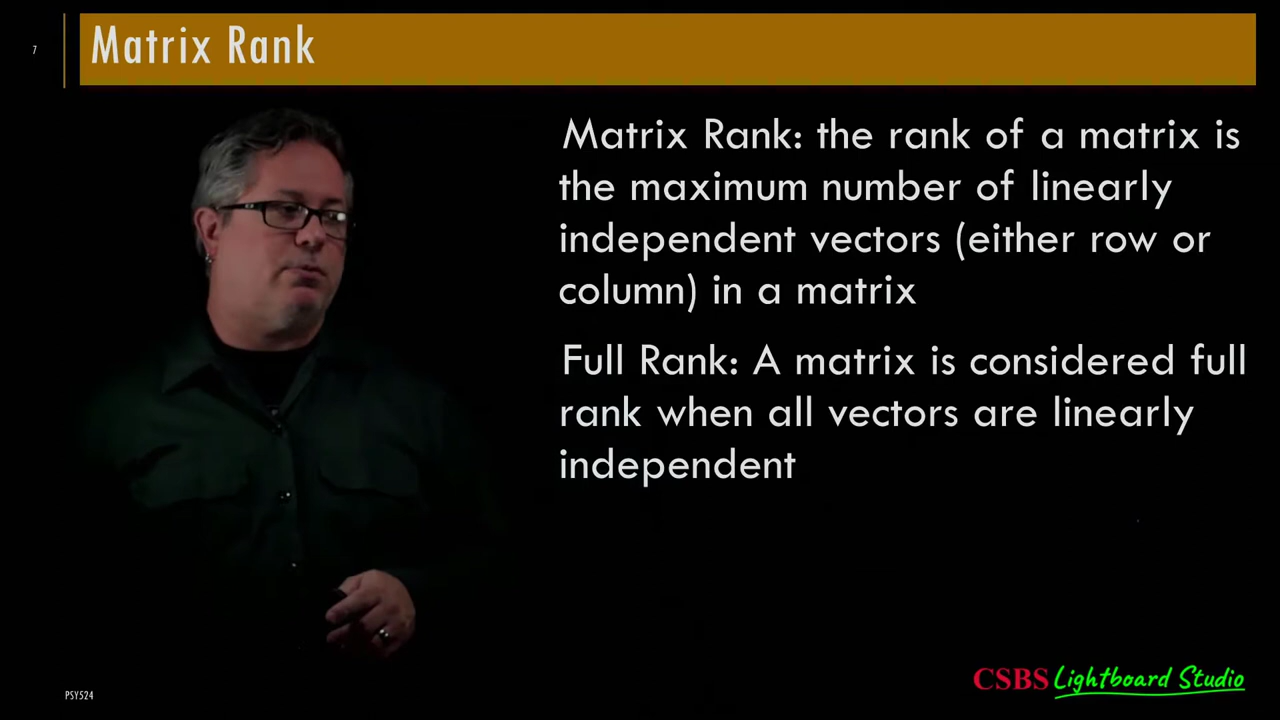 7
Matrix Rank
Matrix Rank: the rank of a matrix is
the maximum number of linearly
independent vectors (either row or
column) in a matrix
Full Rank: A matrix is considered full
rank when all vectors are linearly
independent
PSY524
CSBS Lightboard Studio